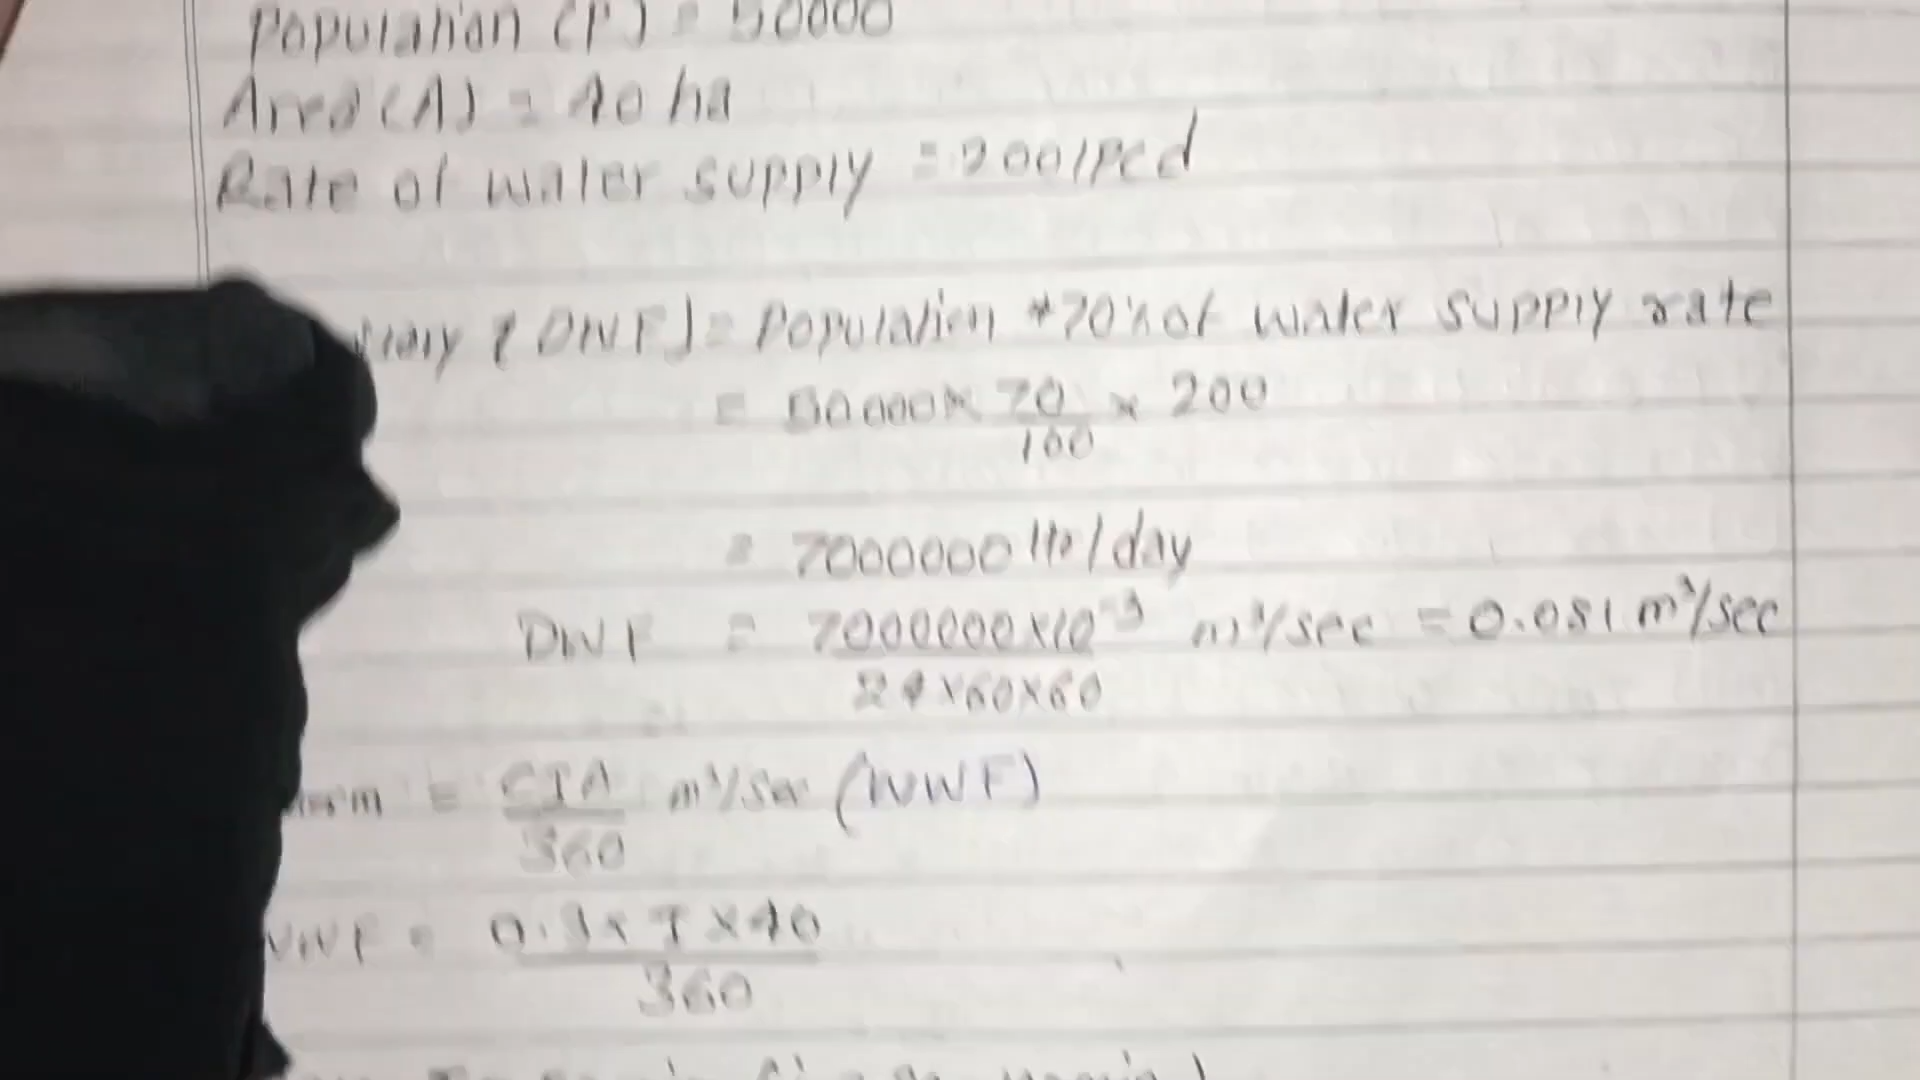 Population (P) = 50000
Area (A) = 40 ha
Rate of water supply = 200 lPcd
(DWF) = Population * 70% of water supply rate
= 50000 × 70/100 × 200
= 7000000 ltr/day
DWF = 7000000×10⁻³/24×60×60 m³/sec = 0.081 m³/sec
= CIA/360 m³/sec (WWF)
WWF = × I × 40/360